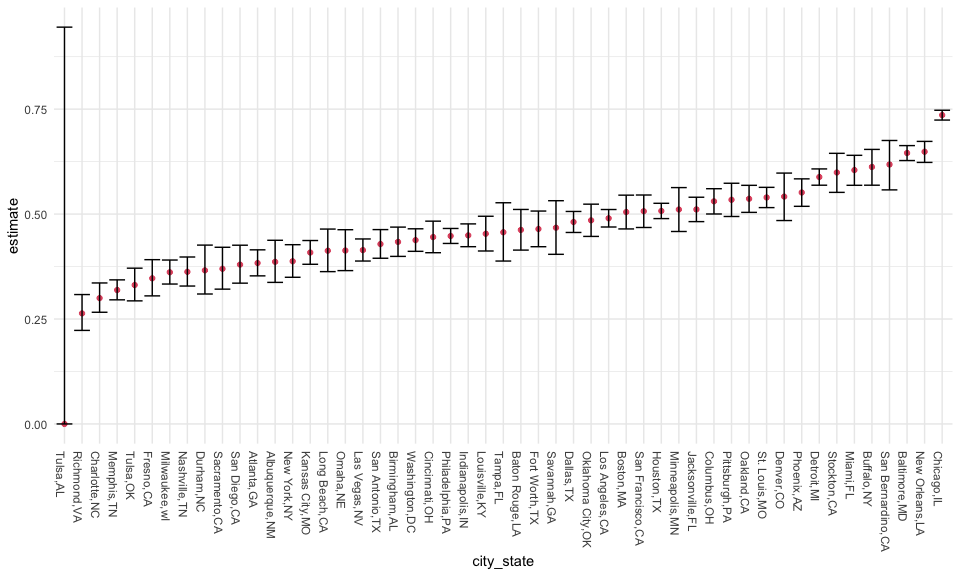 0.75
0.50
0.25
0.00
estimate
Tulsa,AL
Richmond,VA
Charlotte,NC
Memphis,TN
Tulsa,OK
Fresno,CA
Milwaukee,wI
Nashville,TN
Durham,NC
Sacramento,CA
San Diego,CA
Atlanta,GA
Albuquerque,NM
New York,NY
Kansas City,MO
Long Beach,CA
Omaha,NE
Las Vegas,NV
San Antonio,TX
Birmingham,AL
Washington,DC
Cincinnati,OH
Philadelphia,PA
Indianapolis,IN
Louisville,KY
Tampa,FL
Baton Rouge,LA
Fort Worth,TX
Savannah,GA
Dallas,TX
Oklahoma City,OK
Los Angeles,CA
Boston,MA
San Francisco,CA
Houston,TX
Minneapolis,MN
Jacksonville,FL
Columbus,OH
Pittsburgh,PA
Oakland,CA
St. Louis,MO
Denver,CO
Phoenix,AZ
Detroit,MI
Stockton,CA
Miami,FL
Buffalo,NY
San Bernardino,CA
Baltimore,MD
New Orleans,LA
Chicago,IL
city_state